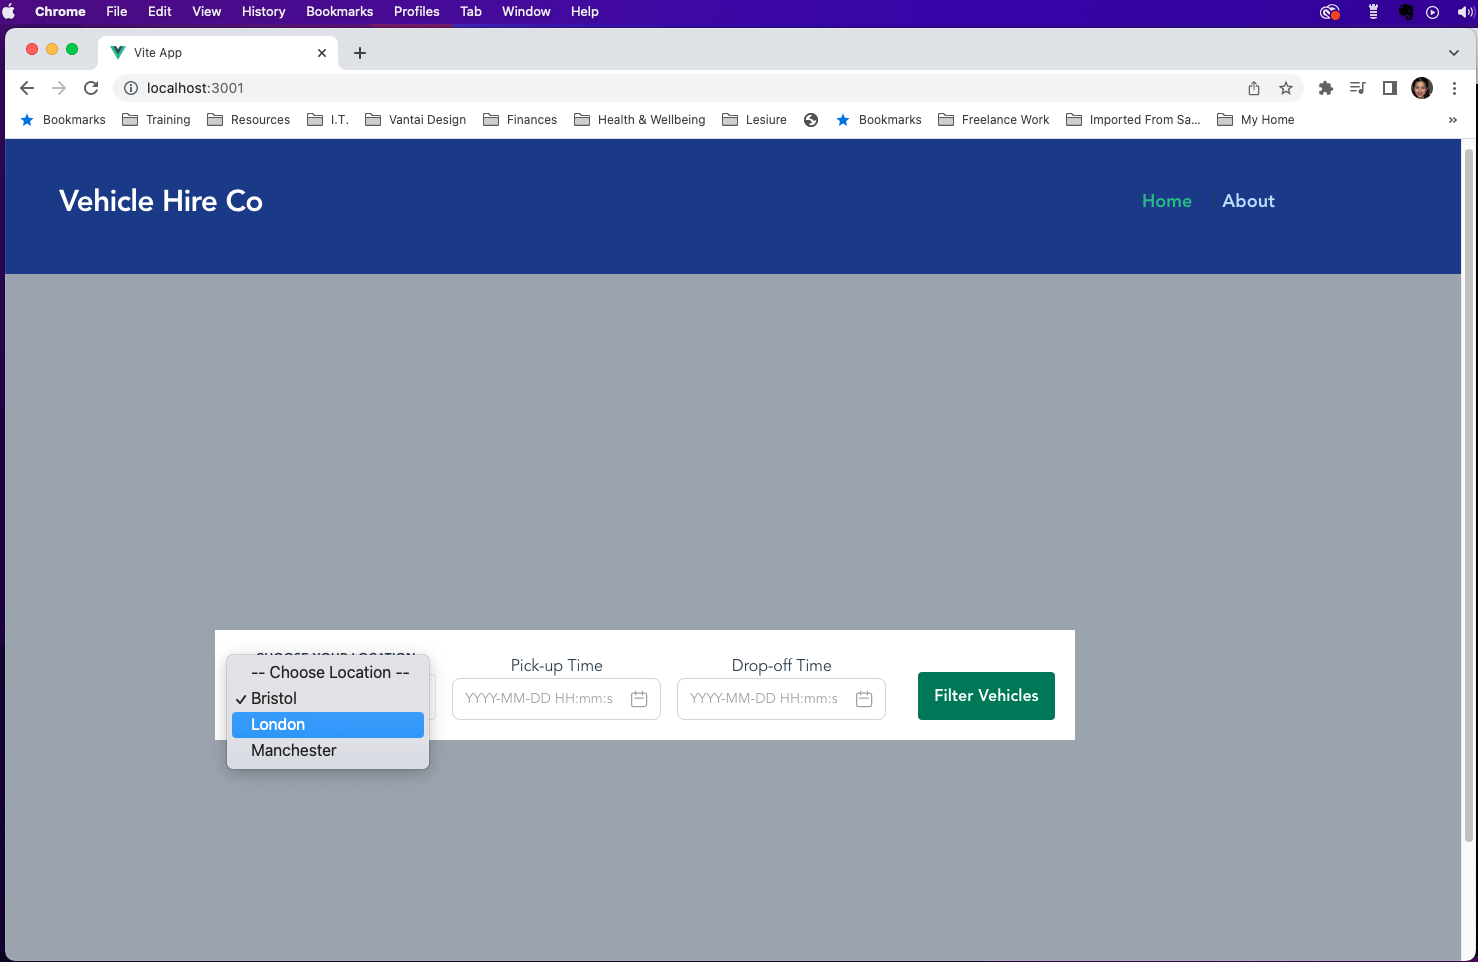 Chrome File Edit View History Bookmarks Profiles Tab Window Help
Vite App
localhost:3001
Bookmarks Training Resources I.T. Vantai Design Finances Health & Wellbeing Lesiure Bookmarks Freelance Work Imported From Sa... My Home »
Vehicle Hire Co
Home About
CHOOSE YOUR LOCATION
-- Choose Location --
Bristol
London
Manchester
Pick-up Time
YYYY-MM-DD HH:mm:s
Drop-off Time
YYYY-MM-DD HH:mm:s
Filter Vehicles